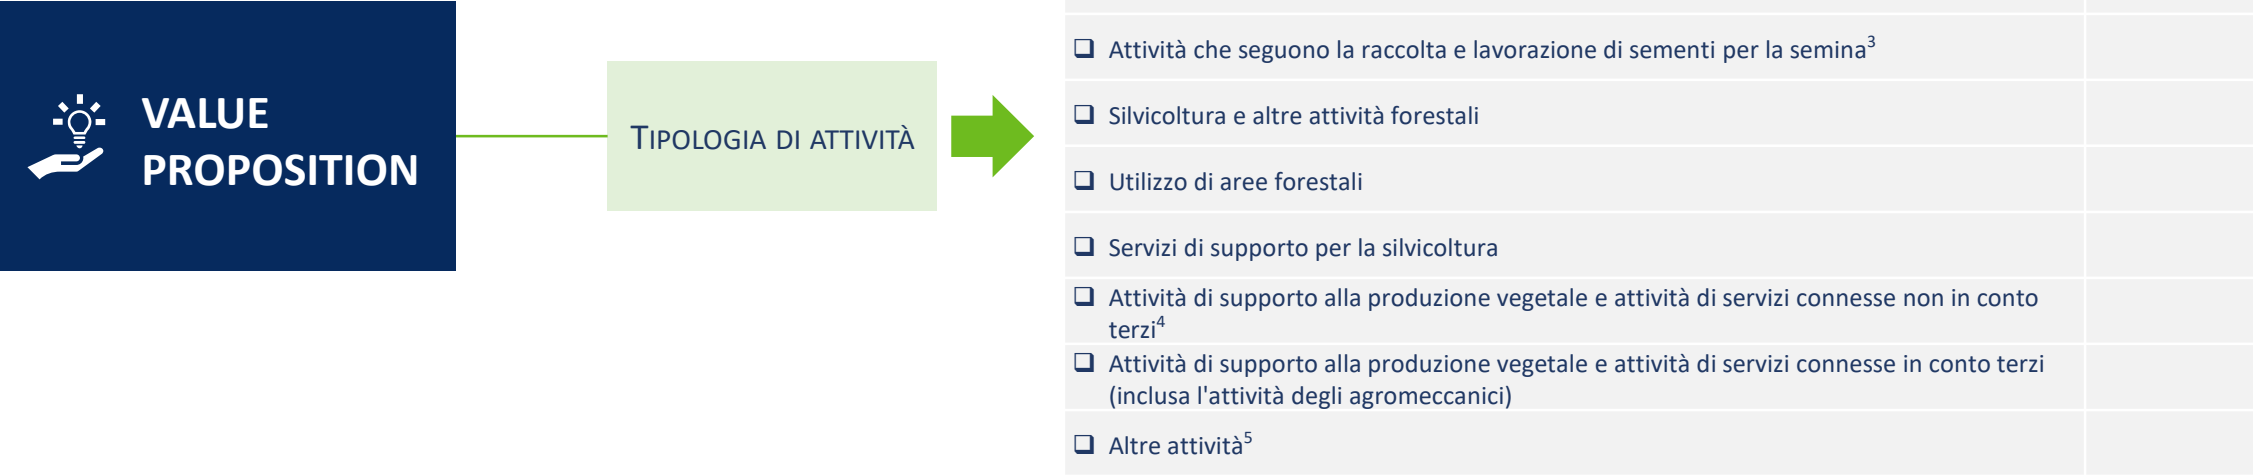 VALUE
PROPOSITION
TIPOLOGIA DI ATTIVITÀ
❑ Attività che seguono la raccolta e lavorazione di sementi per la semina³
❑ Silvicoltura e altre attività forestali
❑ Utilizzo di aree forestali
❑ Servizi di supporto per la silvicoltura
❑ Attività di supporto alla produzione vegetale e attività di servizi connesse non in conto
terzi⁴
❑ Attività di supporto alla produzione vegetale e attività di servizi connesse in conto terzi
(inclusa l'attività degli agromeccanici)
❑ Altre attività⁵